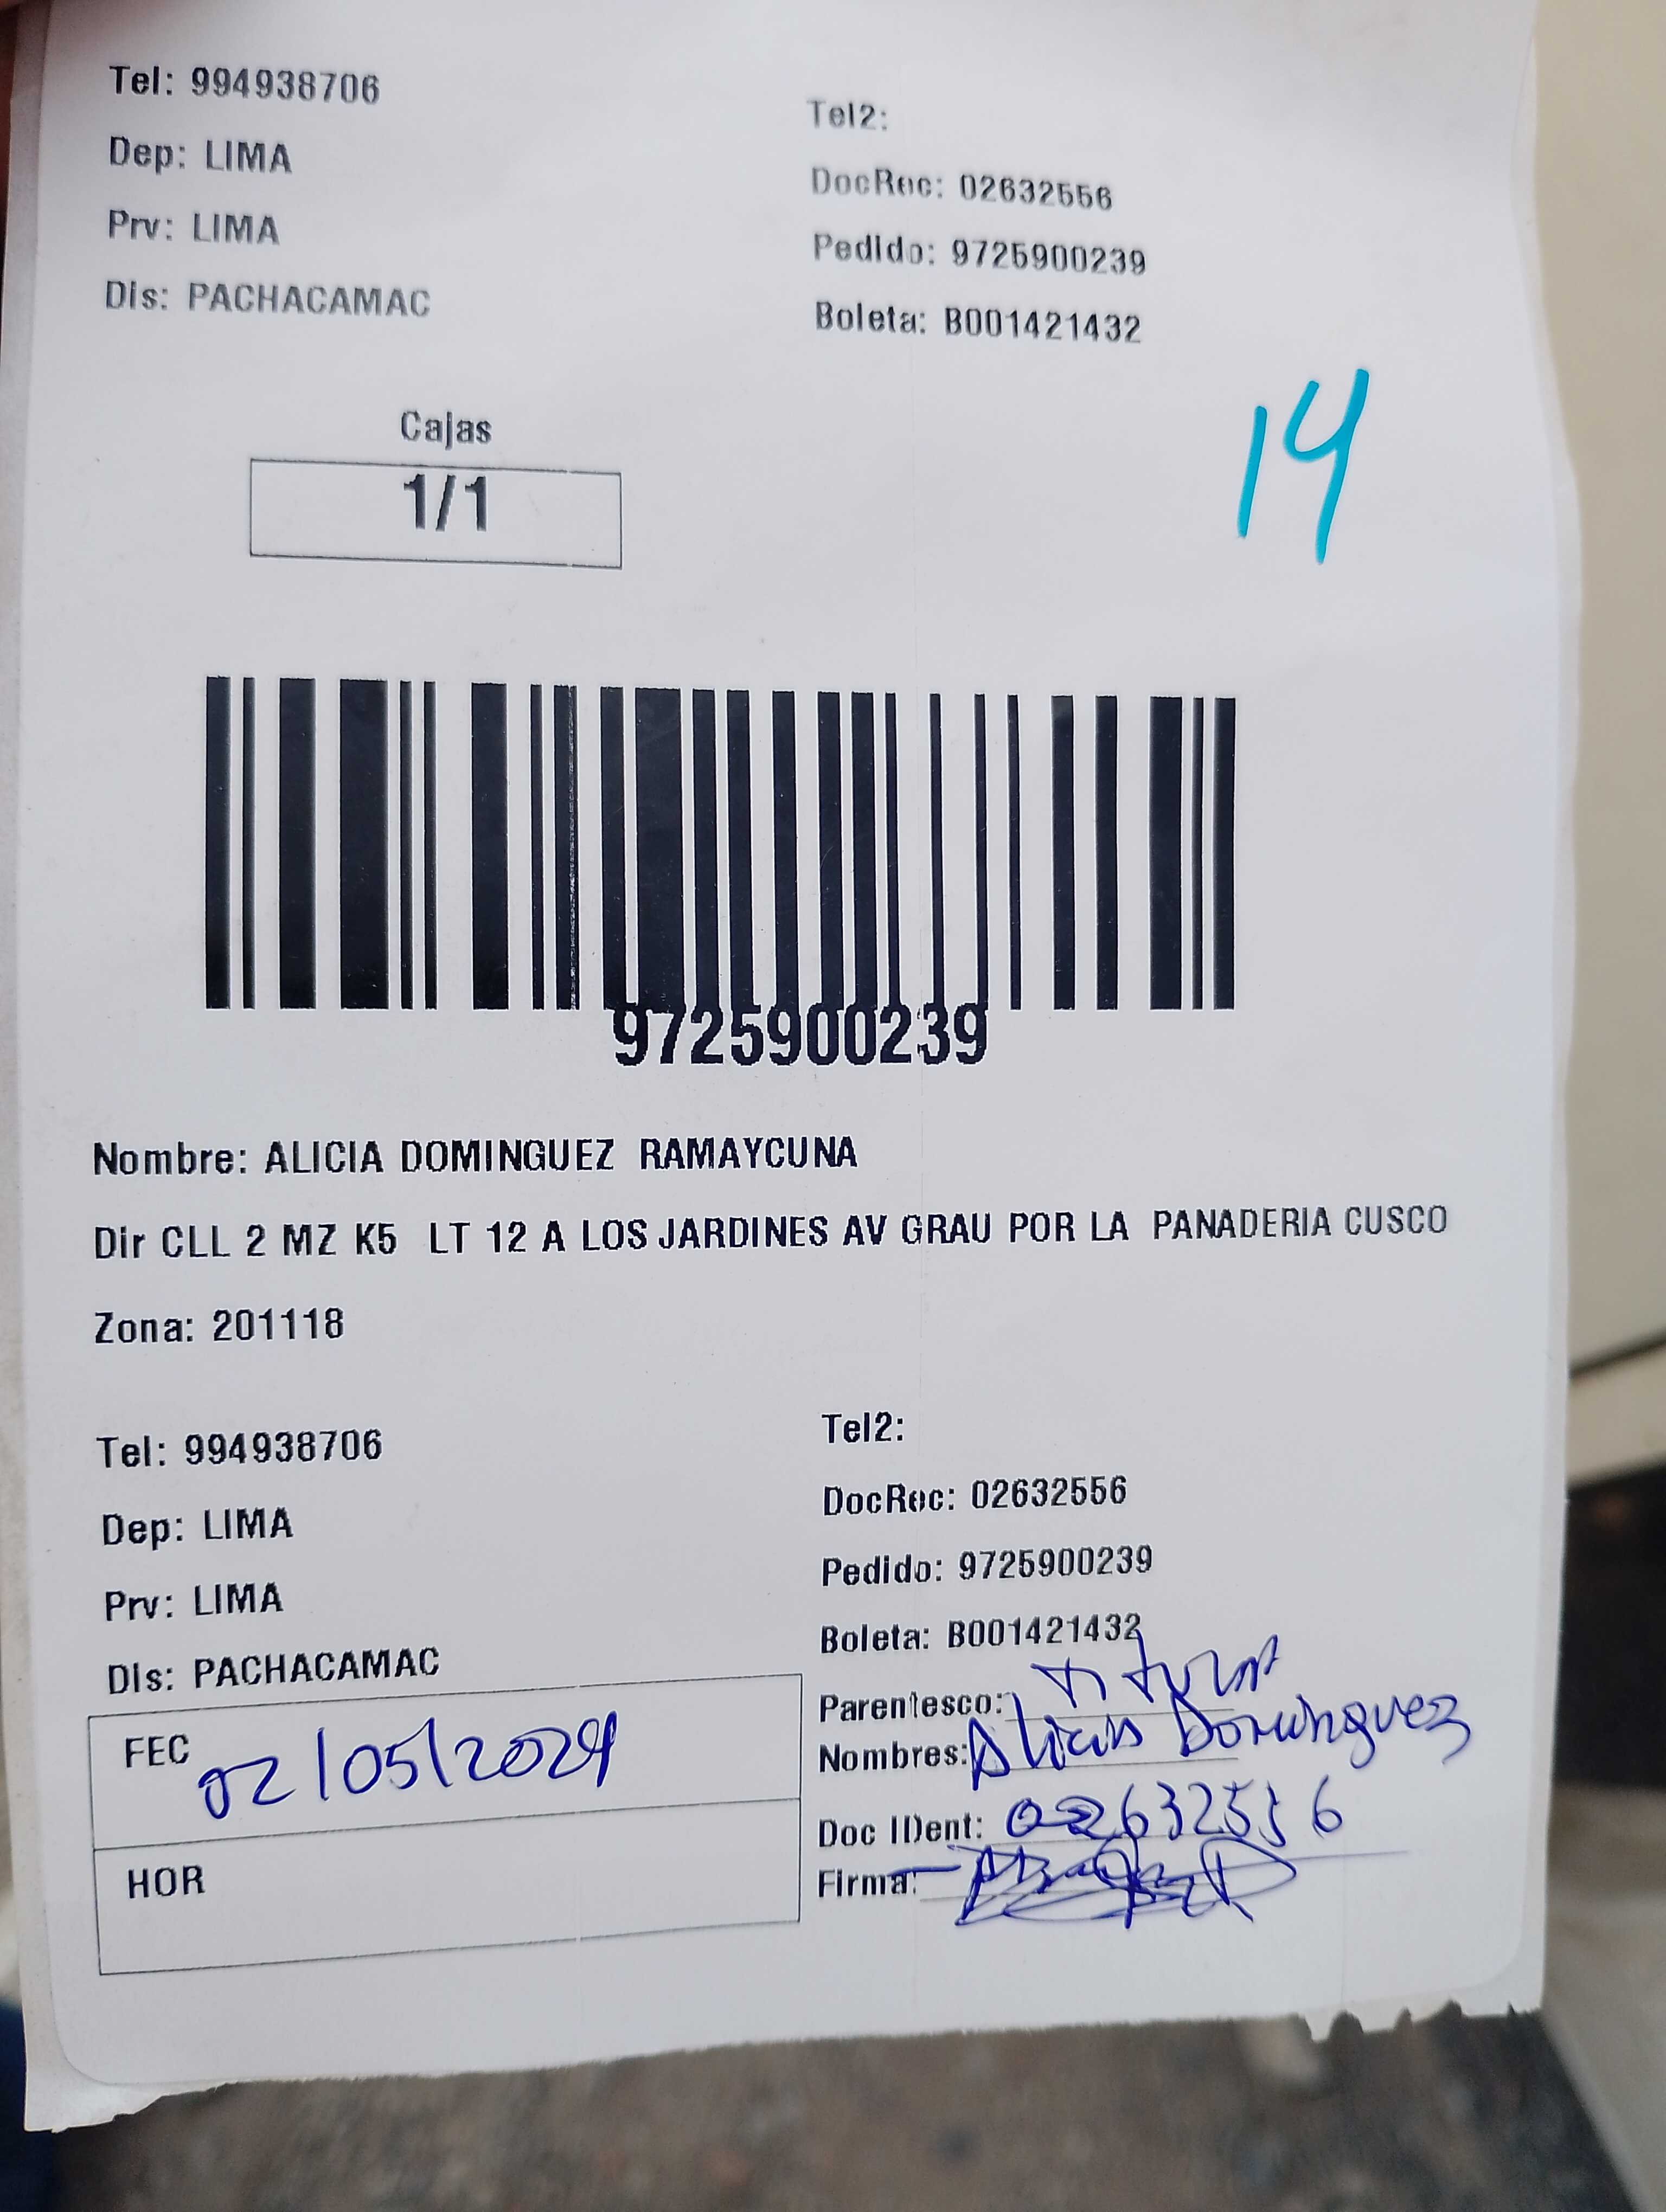 Tel: 994938706
Tel2:
Dep: LIMA
DocRec: 02632556
Prv: LIMA
Pedido: 9725900239
Dis: PACHACAMAC
Boleta: B001421432
14
Cajas
1/1
9725900239
Nombre: ALICIA DOMINGUEZ RAMAYCUNA
Dir CLL 2 MZ K5 LT 12 A LOS JARDINES AV GRAU POR LA PANADERIA CUSCO
Zona: 201118
Tel: 994938706
Dep: LIMA
Prv: LIMA
Dis: PACHACAMAC
Tel2:
DocRec: 02632556
Pedido: 9725900239
Boleta: B001421432
FEC 02/05/2024
HOR
Parentesco: Titular
Nombres: Alicia Dominguez
Doc IDent: 02632556
Firma: